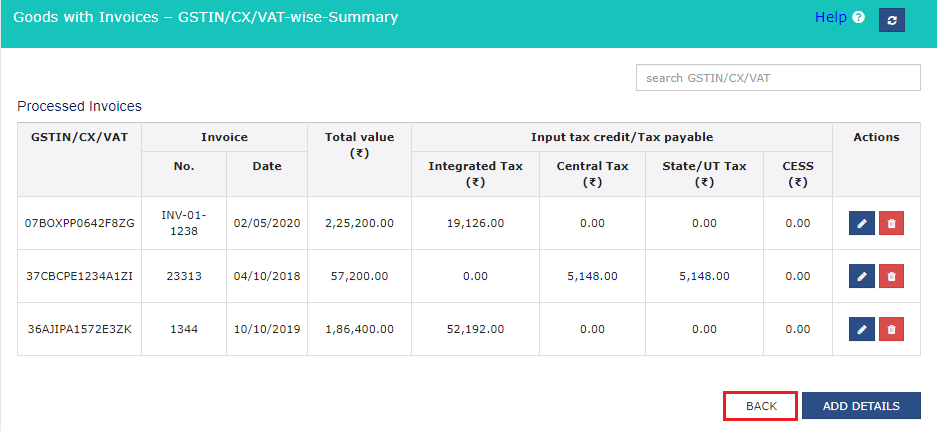 Goods with Invoices – GSTIN/CX/VAT-wise-Summary
Help ?
search GSTIN/CX/VAT
Processed Invoices
GSTIN/CX/VAT Invoice Total value (₹) Input tax credit/Tax payable Actions
No. Date Integrated Tax (₹) Central Tax (₹) State/UT Tax (₹) CESS (₹)
07BOXPP0642F8ZG INV-01-1238 02/05/2020 2,25,200.00 19,126.00 0.00 0.00 0.00
37CBCPE1234A1ZI 23313 04/10/2018 57,200.00 0.00 5,148.00 5,148.00 0.00
36AJIPA1572E3ZK 1344 10/10/2019 1,86,400.00 52,192.00 0.00 0.00 0.00
BACK ADD DETAILS